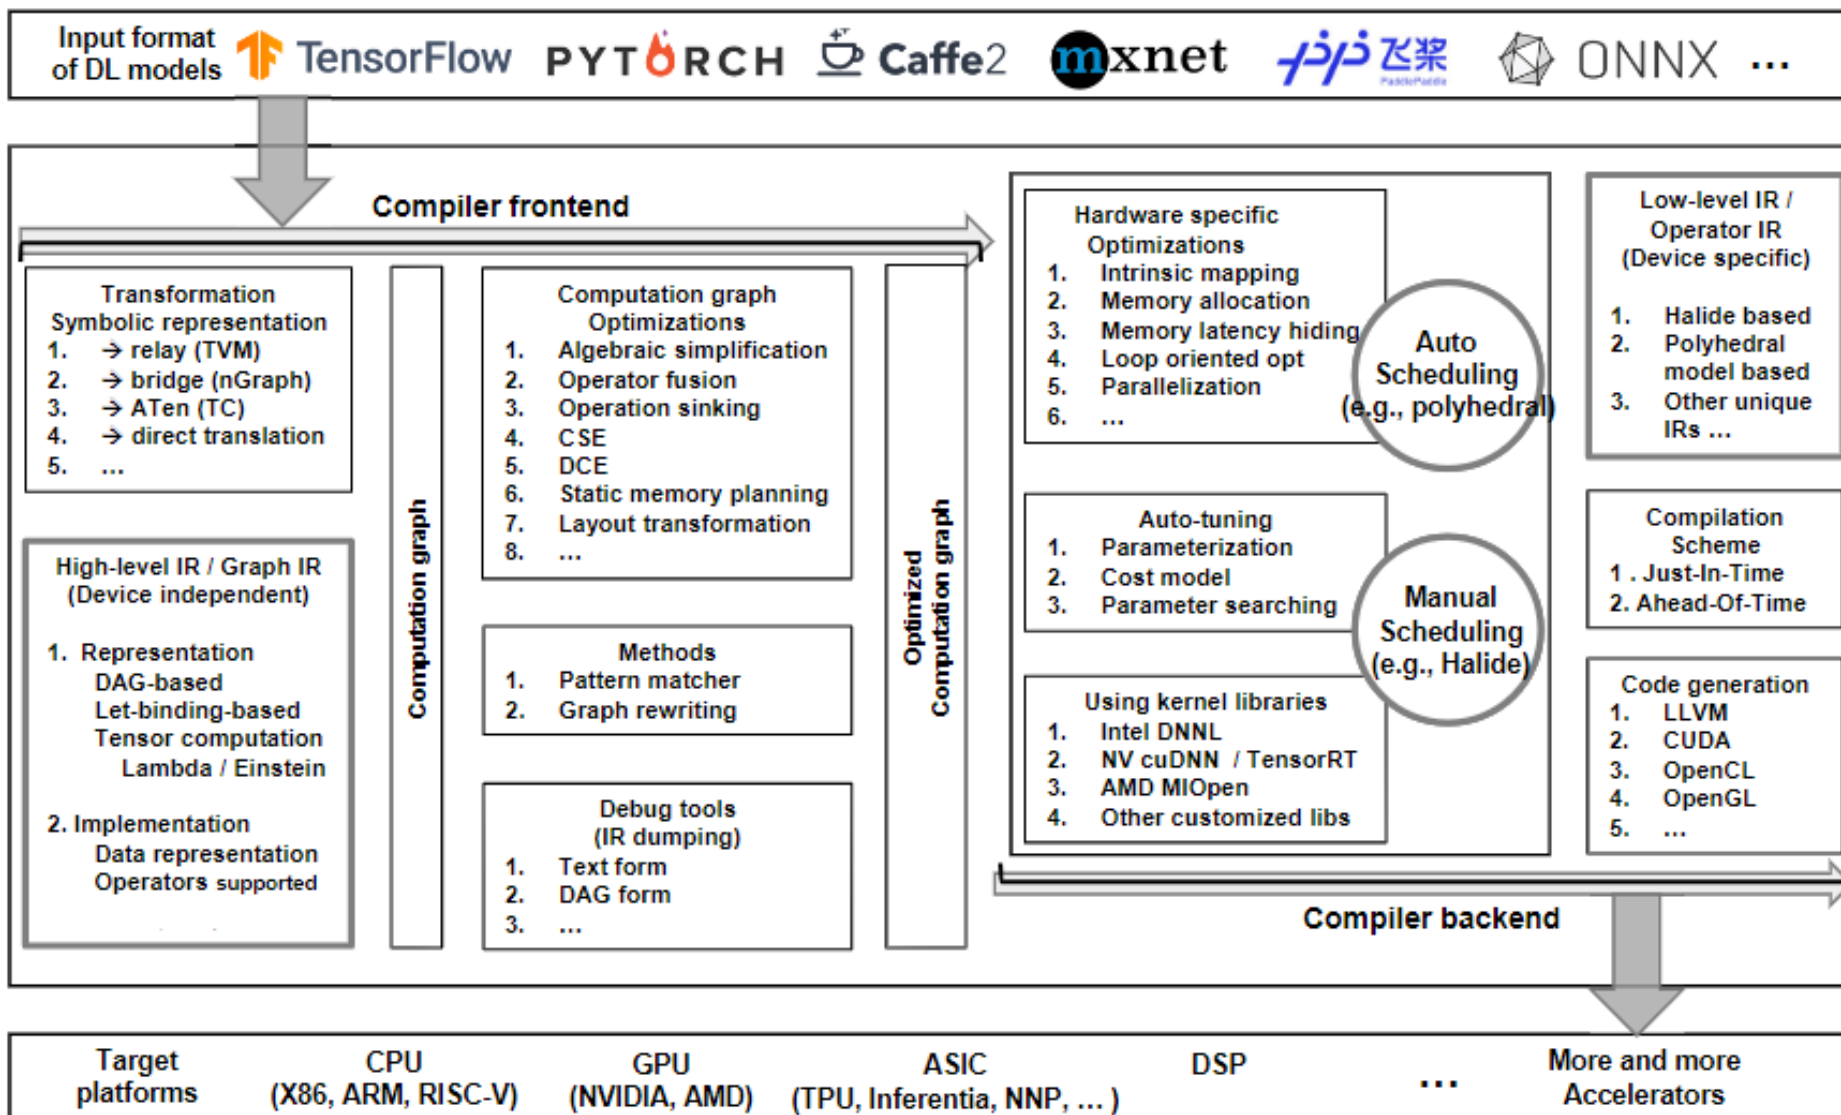 Input format
of DL models
TensorFlow
PYTORCH
Caffe2
mxnet
飞桨
PaddlePaddle
ONNX
...
Compiler frontend
Transformation
Symbolic representation
1. → relay (TVM)
2. → bridge (nGraph)
3. → ATen (TC)
4. → direct translation
5. ...
High-level IR / Graph IR
(Device independent)
1. Representation
DAG-based
Let-binding-based
Tensor computation
Lambda / Einstein
2. Implementation
Data representation
Operators supported
Computation graph
Computation graph
Optimizations
1. Algebraic simplification
2. Operator fusion
3. Operation sinking
4. CSE
5. DCE
6. Static memory planning
7. Layout transformation
8. ...
Methods
1. Pattern matcher
2. Graph rewriting
Debug tools
(IR dumping)
1. Text form
2. DAG form
3. ...
Optimized
Computation graph
Hardware specific
Optimizations
1. Intrinsic mapping
2. Memory allocation
3. Memory latency hiding
4. Loop oriented opt
5. Parallelization
6. ...
Auto
Scheduling
(e.g., polyhedral)
Auto-tuning
1. Parameterization
2. Cost model
3. Parameter searching
Manual
Scheduling
(e.g., Halide)
Using kernel libraries
1. Intel DNNL
2. NV cuDNN / TensorRT
3. AMD MIOpen
4. Other customized libs
Low-level IR /
Operator IR
(Device specific)
1. Halide based
2. Polyhedral
model based
3. Other unique
IRs ...
Compilation
Scheme
1 . Just-In-Time
2. Ahead-Of-Time
Code generation
1. LLVM
2. CUDA
3. OpenCL
4. OpenGL
5. ...
Compiler backend
Target
platforms
CPU
(X86, ARM, RISC-V)
GPU
(NVIDIA, AMD)
ASIC
(TPU, Inferentia, NNP, ... )
DSP
...
More and more
Accelerators